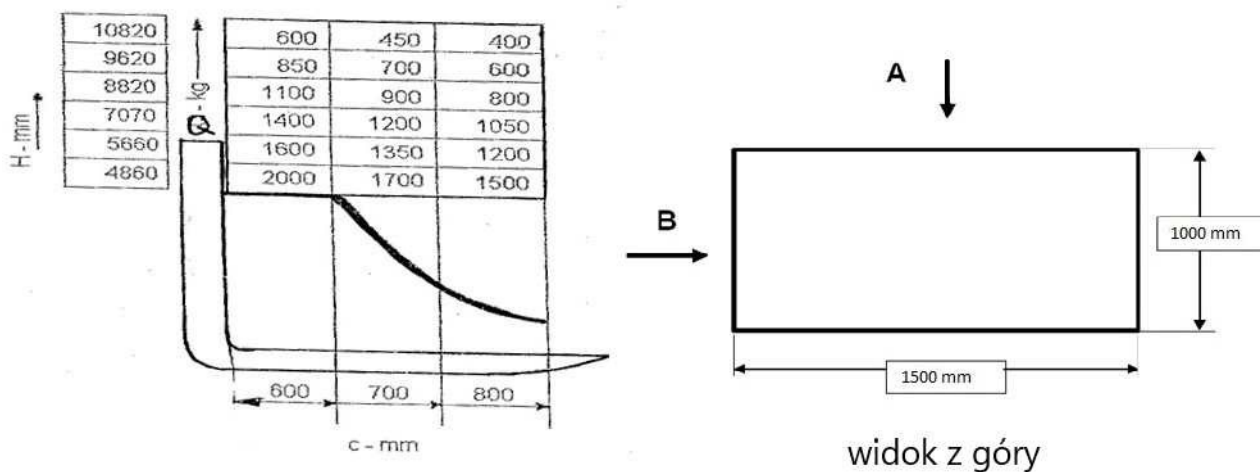 H - mm
10820
9620
8820
7070
5660
4860
Q - kg
600 450 400
850 700 600
1100 900 800
1400 1200 1050
1600 1350 1200
2000 1700 1500
600 700 800
c - mm
A
B
1000 mm
1500 mm
widok z góry